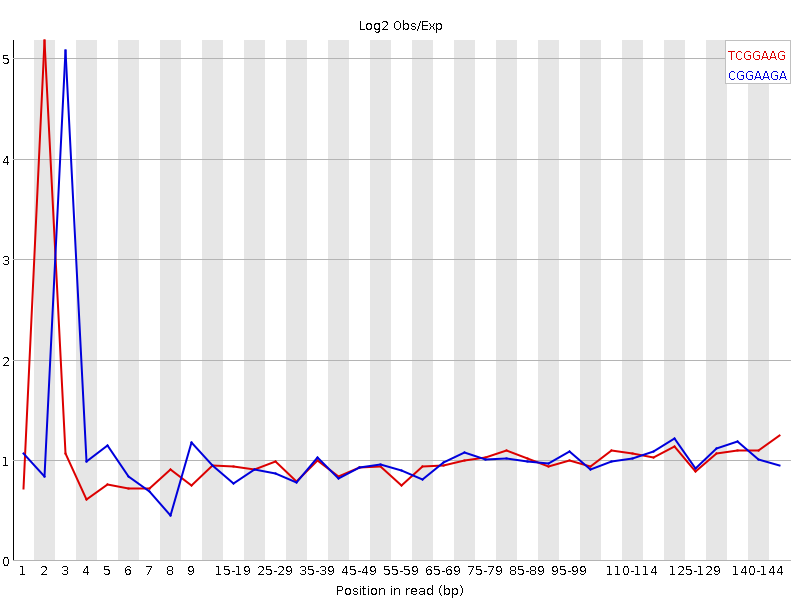 Log2 Obs/Exp
TCGGAAG
CGGAAGA
5
4
3
2
1
0
1 2 3 4 5 6 7 8 9 15-19 25-29 35-39 45-49 55-59 65-69 75-79 85-89 95-99 110-114 125-129 140-144
Position in read (bp)